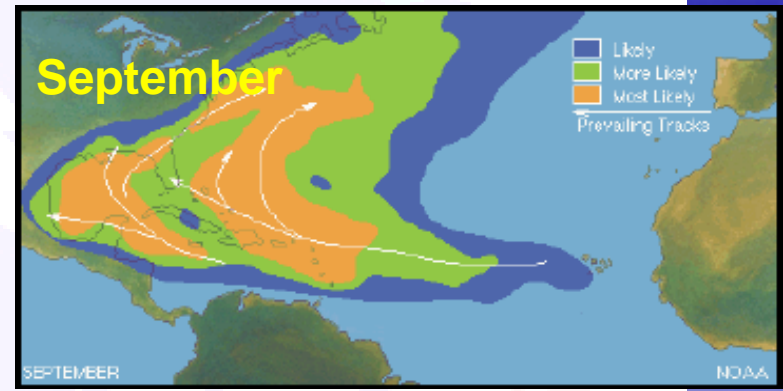 September
Likely
More Likely
Most Likely
Prevailing Tracks
SEPTEMBER
NOAA